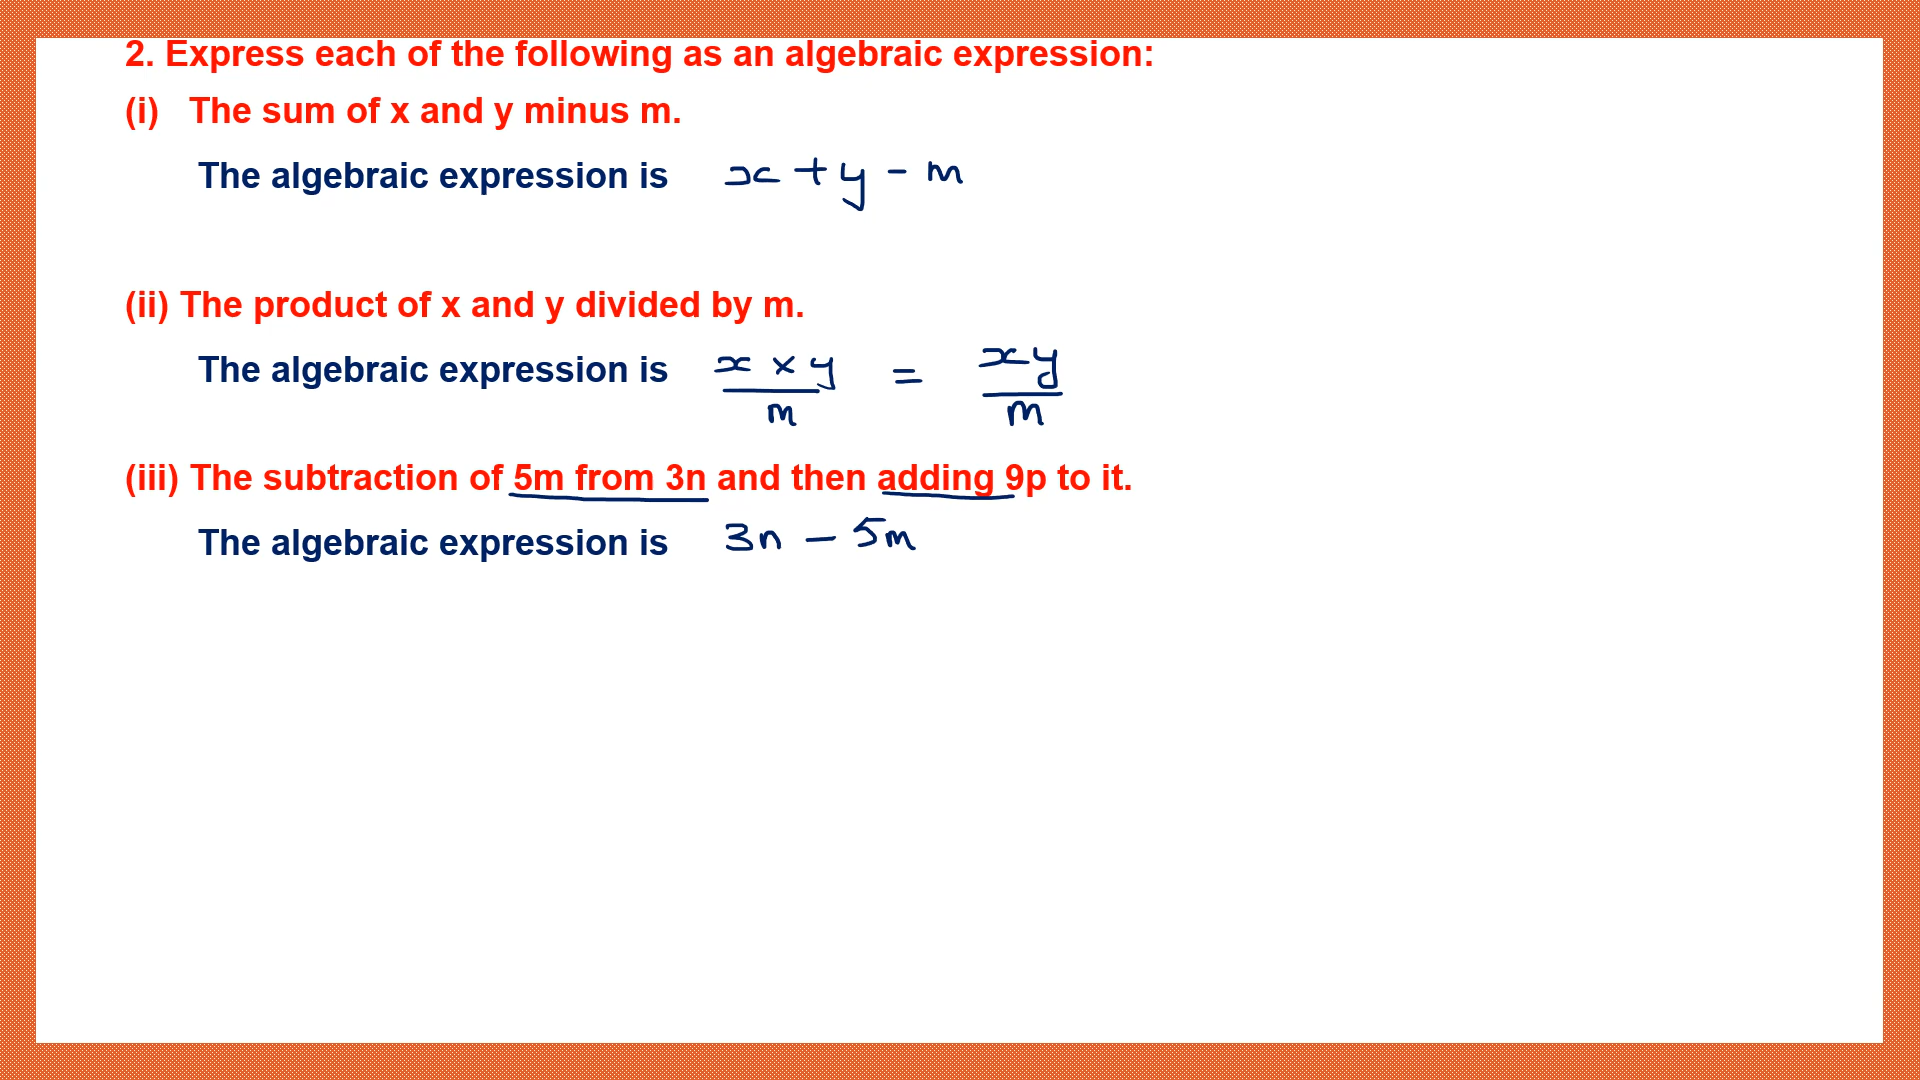 2. Express each of the following as an algebraic expression:
(i) The sum of x and y minus m.
The algebraic expression is x + y - m
(ii) The product of x and y divided by m.
The algebraic expression is x × y / m = xy / m
(iii) The subtraction of 5m from 3n and then adding 9p to it.
The algebraic expression is 3n - 5m